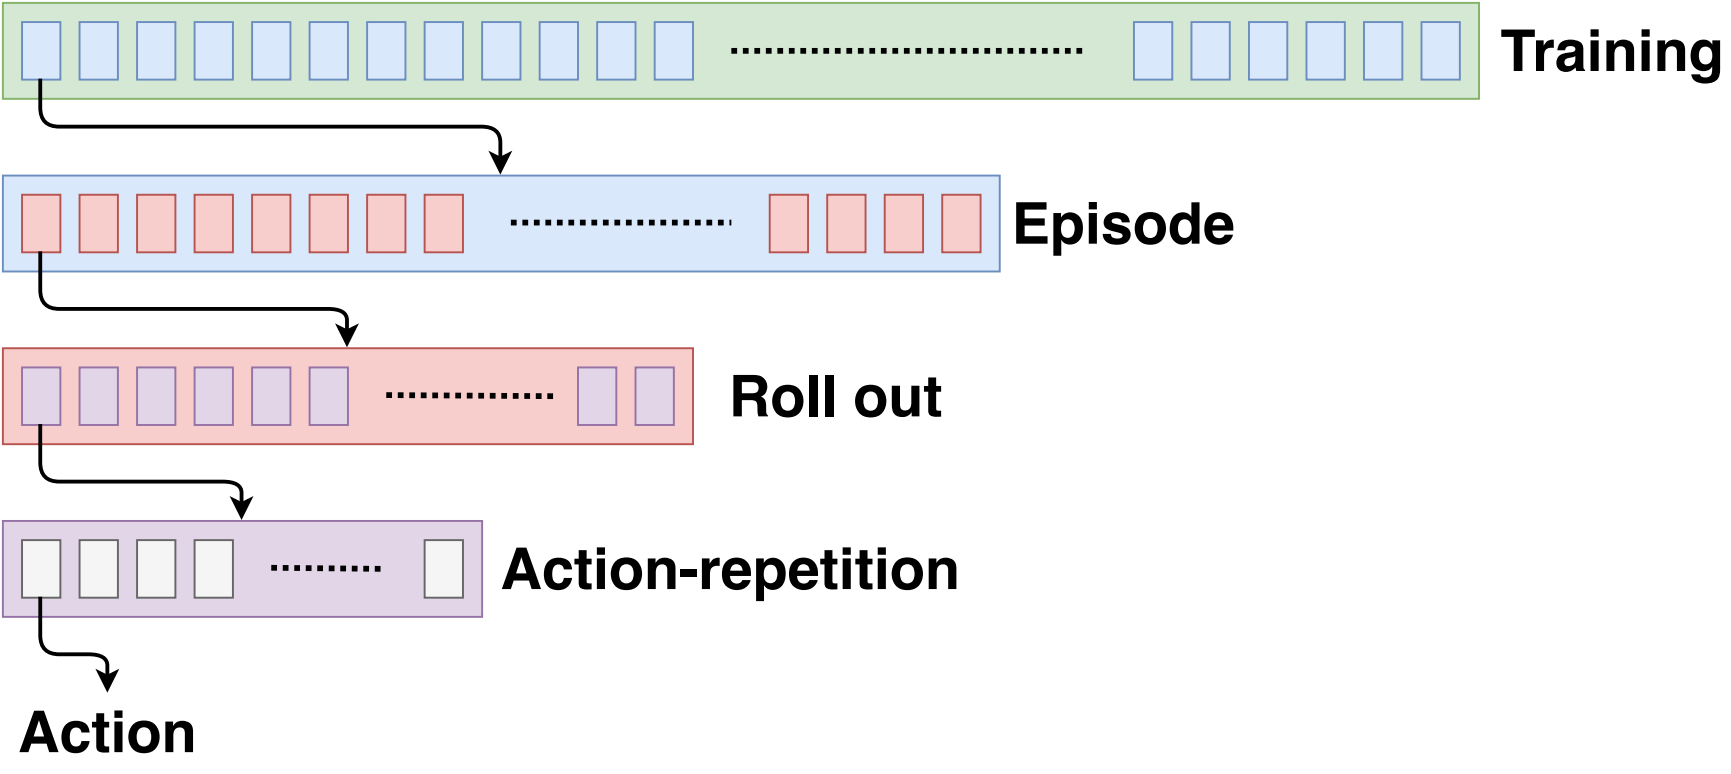 Training
Episode
Roll out
Action-repetition
Action